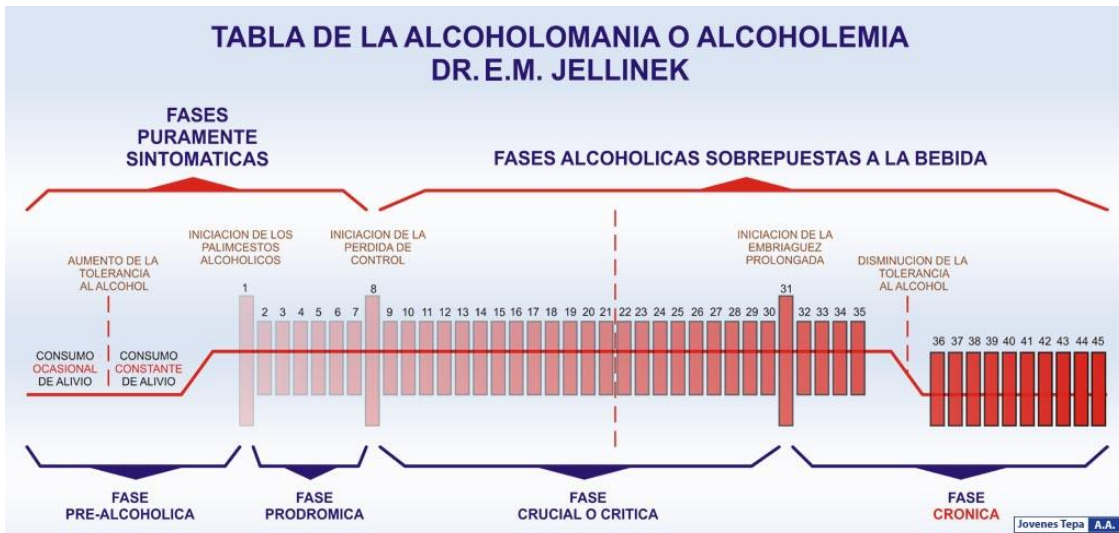 TABLA DE LA ALCOHOLOMANIA O ALCOHOLEMIA
DR. E.M. JELLINEK
FASES
PURAMENTE
SINTOMATICAS
FASES ALCOHOLICAS SOBREPUESTAS A LA BEBIDA
AUMENTO DE LA
TOLERANCIA
AL ALCOHOL
INICIACION DE LOS
PALIMCESTOS
ALCOHOLICOS
INICIACION DE LA
PERDIDA DE
CONTROL
INICIACION DE LA
EMBRIAGUEZ
PROLONGADA
DISMINUCION DE LA
TOLERANCIA
AL ALCOHOL
CONSUMO
OCASIONAL
DE ALIVIO
CONSUMO
CONSTANTE
DE ALIVIO
1
2 3 4 5 6 7
8
9 10 11 12 13 14 15 16 17 18 19 20 21 22 23 24 25 26 27 28 29 30
31
32 33 34 35
36 37 38 39 40 41 42 43 44 45
FASE
PRE-ALCOHOLICA
FASE
PRODROMICA
FASE
CRUCIAL O CRITICA
FASE
CRONICA
Jovenes Tepa A.A.